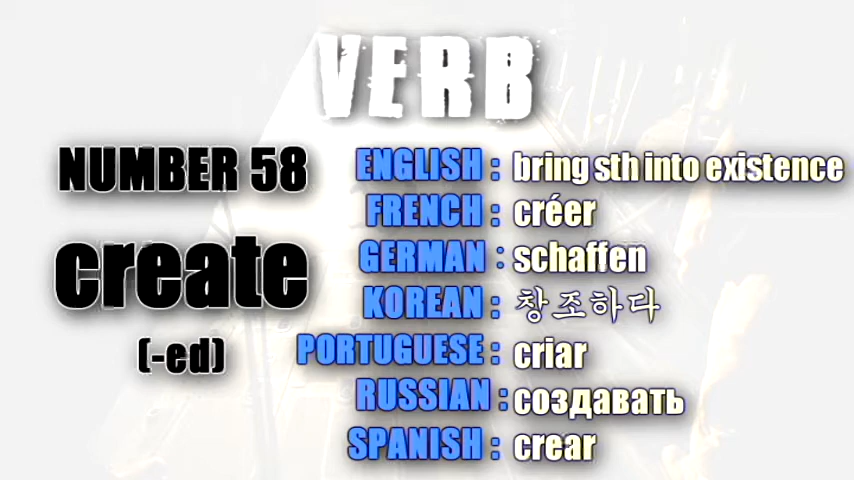 VERB
NUMBER 58
create
(-ed)
ENGLISH : bring sth into existence
FRENCH : créer
GERMAN : schaffen
KOREAN : 창조하다
PORTUGUESE : criar
RUSSIAN : создавать
SPANISH : crear